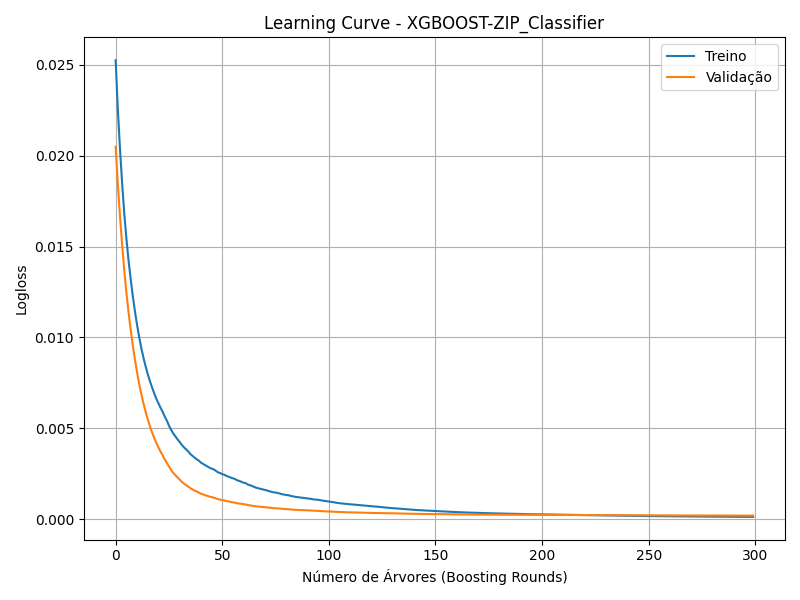 Learning Curve - XGBOOST-ZIP_Classifier
Treino
Validação
0.025
0.020
0.015
0.010
0.005
0.000
Logloss
0 50 100 150 200 250 300
Número de Árvores (Boosting Rounds)